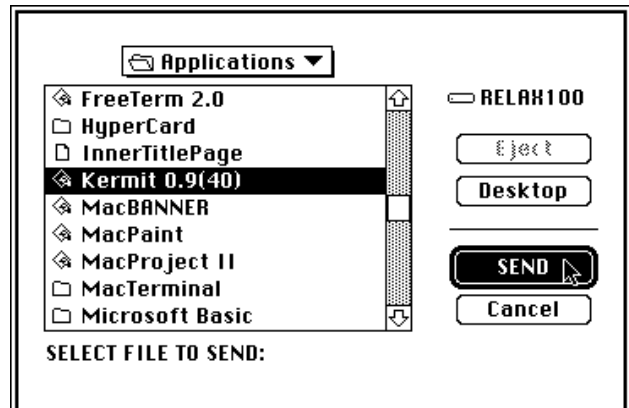 Applications
FreeTerm 2.0
HyperCard
InnerTitlePage
Kermit 0.9(40)
MacBANNER
MacPaint
MacProject II
MacTerminal
Microsoft Basic
SELECT FILE TO SEND:
RELAX100
Eject
Desktop
SEND
Cancel